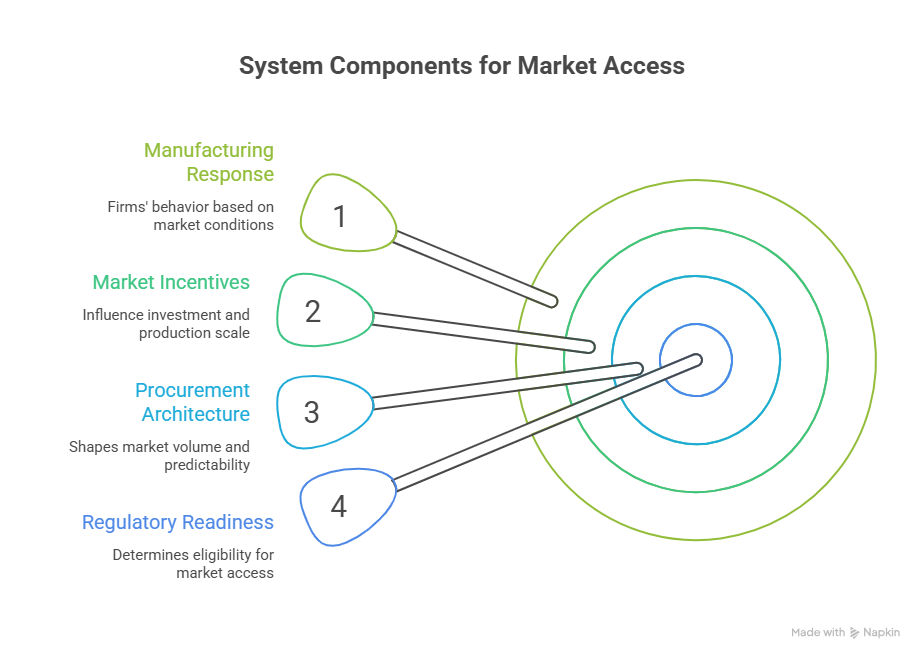 System Components for Market Access
Manufacturing
Response
Firms' behavior based on
market conditions
1
Market Incentives
Influence investment and
production scale
2
Procurement
Architecture
Shapes market volume and
predictability
3
Regulatory Readiness
Determines eligibility for
market access
4
Made with Napkin